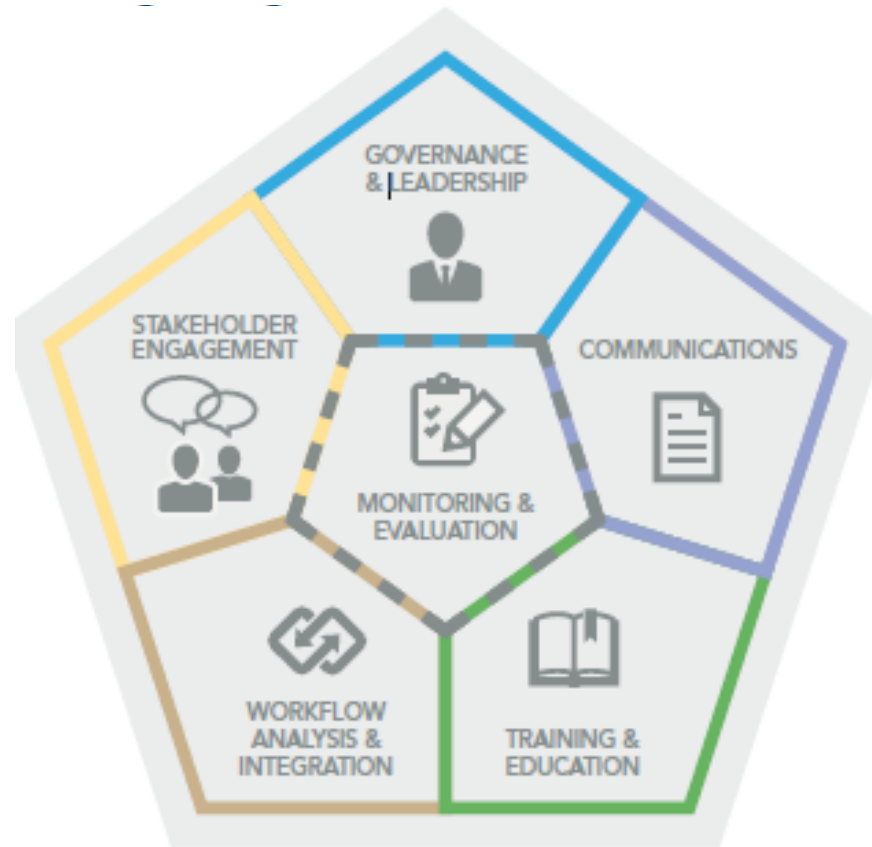 GOVERNANCE
& LEADERSHIP
STAKEHOLDER
ENGAGEMENT
COMMUNICATIONS
MONITORING &
EVALUATION
WORKFLOW
ANALYSIS &
INTEGRATION
TRAINING &
EDUCATION